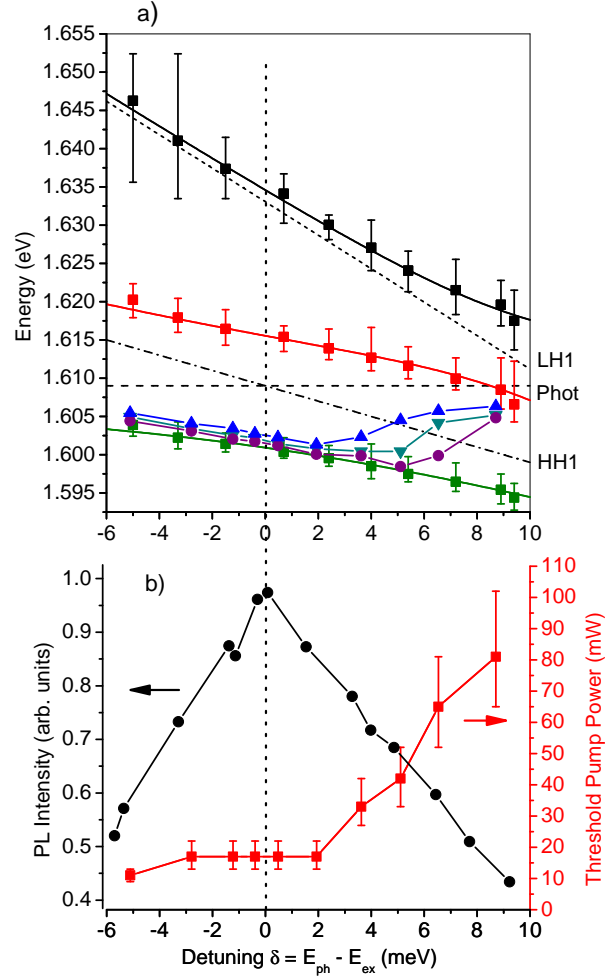 a)
1.655
1.650
1.645
1.640
1.635
1.630
1.625
1.620
1.615
1.610
1.605
1.600
1.595
Energy (eV)
LH1
Phot
HH1
-6 -4 -2 0 2 4 6 8 10
b)
1.0
0.9
0.8
0.7
0.6
0.5
0.4
PL Intensity (arb. units)
110
100
90
80
70
60
50
40
30
20
10
0
Threshold Pump Power (mW)
-6 -4 -2 0 2 4 6 8 10
Detuning δ = E_ph - E_ex (meV)